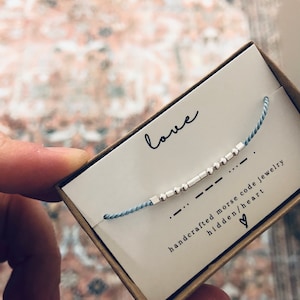 love
.-.. --- ...- .
handcrafted morse code jewelry
hidden/heart